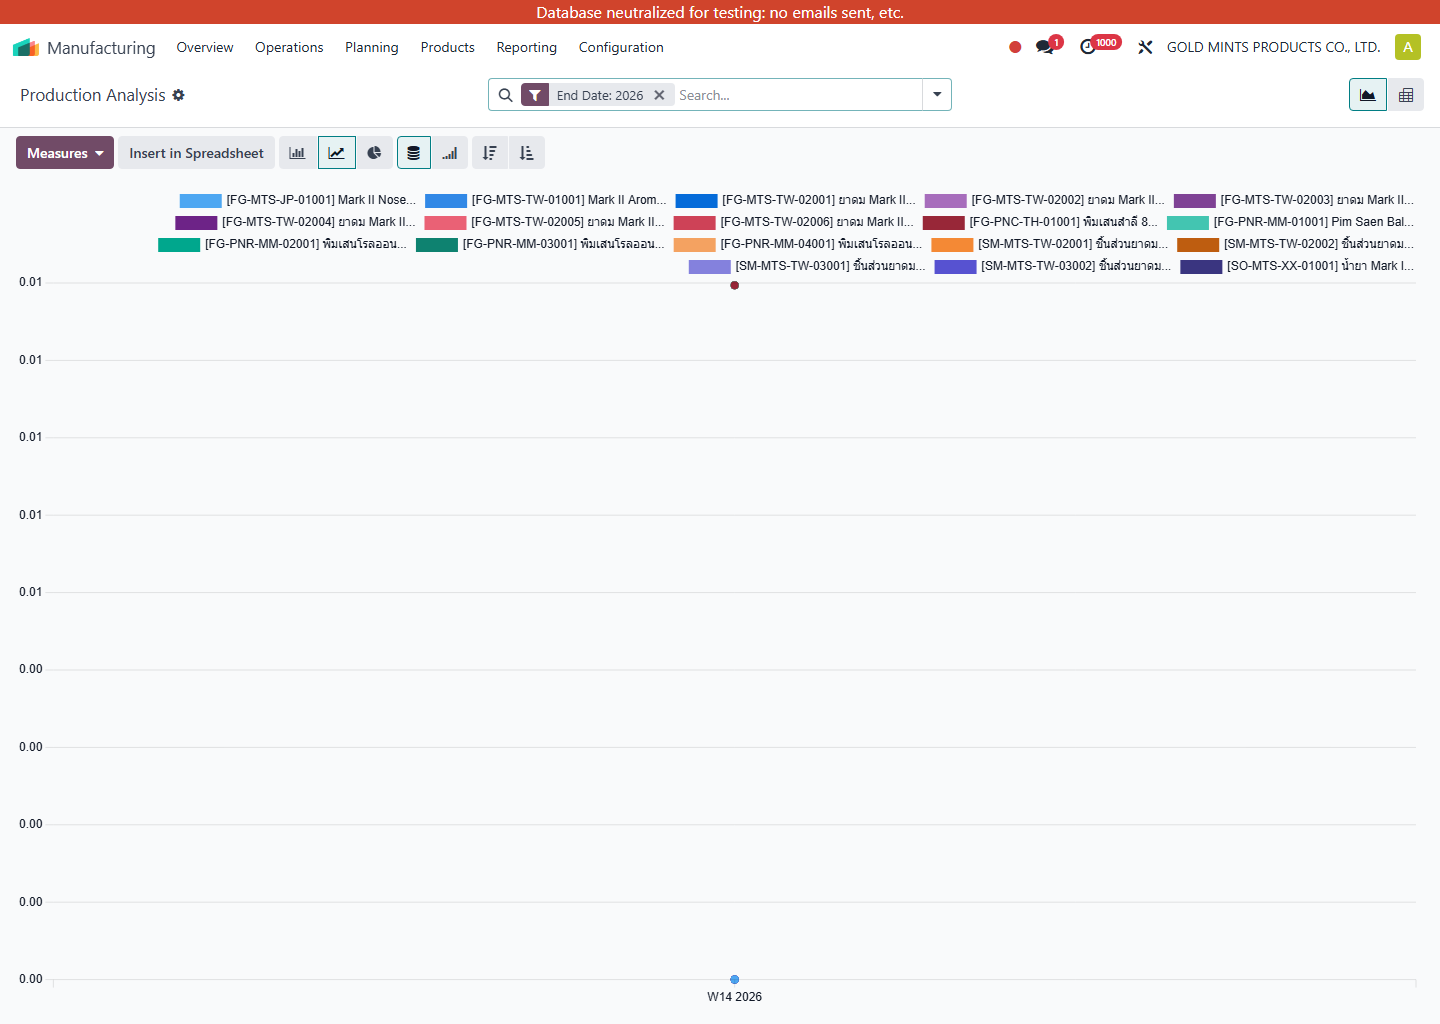 Database neutralized for testing: no emails sent, etc.
Manufacturing Overview Operations Planning Products Reporting Configuration 1 1000 GOLD MINTS PRODUCTS CO., LTD. A
Production Analysis End Date: 2026 Search...
Measures Insert in Spreadsheet
[FG-MTS-JP-01001] Mark II Nose... [FG-MTS-TW-01001] Mark II Arom... [FG-MTS-TW-02001] ยาดม Mark II... [FG-MTS-TW-02002] ยาดม Mark II... [FG-MTS-TW-02003] ยาดม Mark II...
[FG-MTS-TW-02004] ยาดม Mark II... [FG-MTS-TW-02005] ยาดม Mark II... [FG-MTS-TW-02006] ยาดม Mark II... [FG-PNC-TH-01001] พิมเสนสำลี 8... [FG-PNR-MM-01001] Pim Saen Bal...
[FG-PNR-MM-02001] พิมเสนโรลออน... [FG-PNR-MM-03001] พิมเสนโรลออน... [FG-PNR-MM-04001] พิมเสนโรลออน... [SM-MTS-TW-02001] ชิ้นส่วนยาดม... [SM-MTS-TW-02002] ชิ้นส่วนยาดม...
[SM-MTS-TW-03001] ชิ้นส่วนยาดม... [SM-MTS-TW-03002] ชิ้นส่วนยาดม... [SO-MTS-XX-01001] น้ำยา Mark I...
0.01
0.01
0.01
0.01
0.01
0.00
0.00
0.00
0.00
0.00
W14 2026